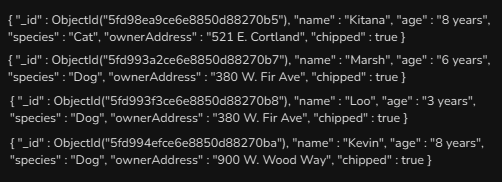 { "_id" : ObjectId("5fd98ea9ce6e8850d88270b5"), "name" : "Kitana", "age" : "8 years",
"species" : "Cat", "ownerAddress" : "521 E. Cortland", "chipped" : true }
{ "_id" : ObjectId("5fd993a2ce6e8850d88270b7"), "name" : "Marsh", "age" : "6 years",
"species" : "Dog", "ownerAddress" : "380 W. Fir Ave", "chipped" : true }
{ "_id" : ObjectId("5fd993f3ce6e8850d88270b8"), "name" : "Loo", "age" : "3 years",
"species" : "Dog", "ownerAddress" : "380 W. Fir Ave", "chipped" : true }
{ "_id" : ObjectId("5fd994efce6e8850d88270ba"), "name" : "Kevin", "age" : "8 years",
"species" : "Dog", "ownerAddress" : "900 W. Wood Way", "chipped" : true }